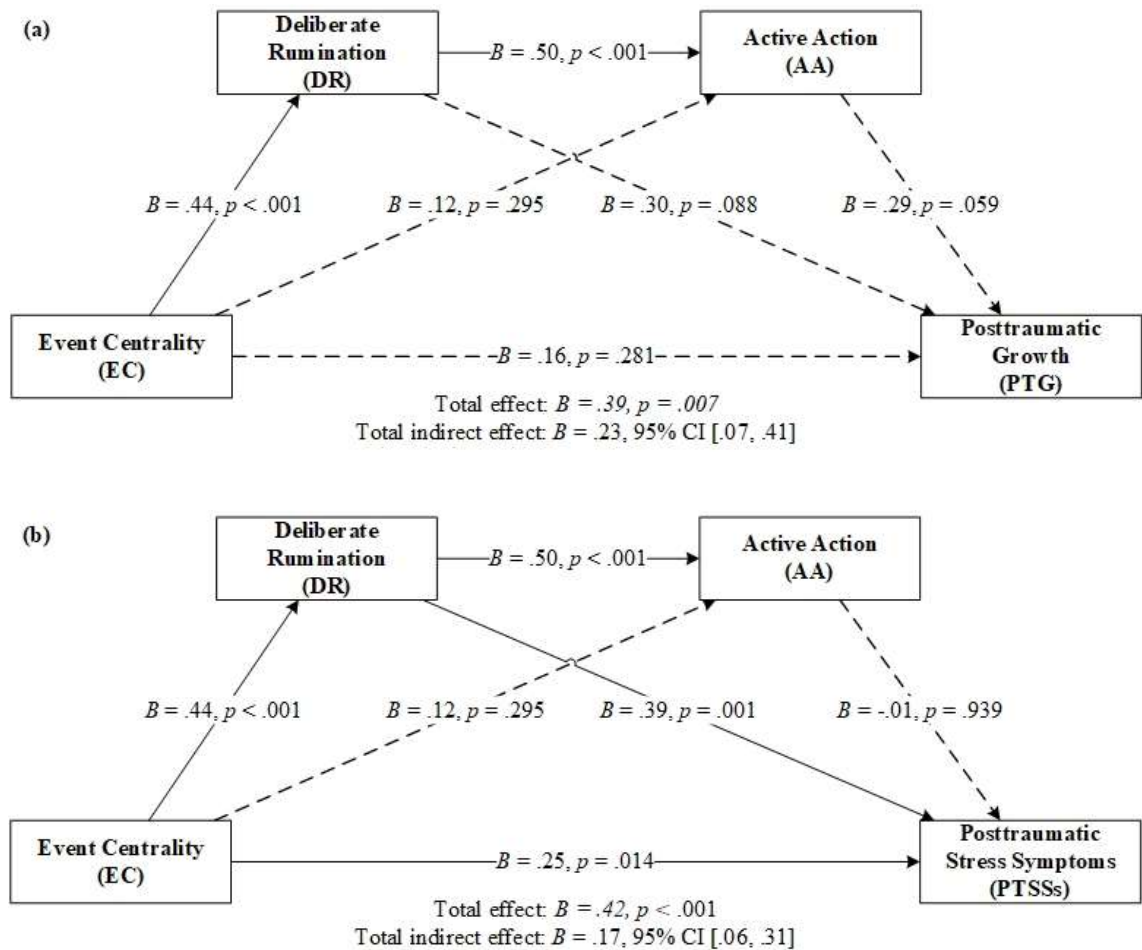 (a)
Deliberate
Rumination
(DR)
B = .50, p < .001
Active Action
(AA)
B = .44, p < .001
B = .12, p = .295
B = .30, p = .088
B = .29, p = .059
Event Centrality
(EC)
B = .16, p = .281
Posttraumatic
Growth
(PTG)
Total effect: B = .39, p = .007
Total indirect effect: B = .23, 95% CI [.07, .41]
(b)
Deliberate
Rumination
(DR)
B = .50, p < .001
Active Action
(AA)
B = .44, p < .001
B = .12, p = .295
B = .39, p = .001
B = -.01, p = .939
Event Centrality
(EC)
B = .25, p = .014
Posttraumatic
Stress Symptoms
(PTSSs)
Total effect: B = .42, p < .001
Total indirect effect: B = .17, 95% CI [.06, .31]